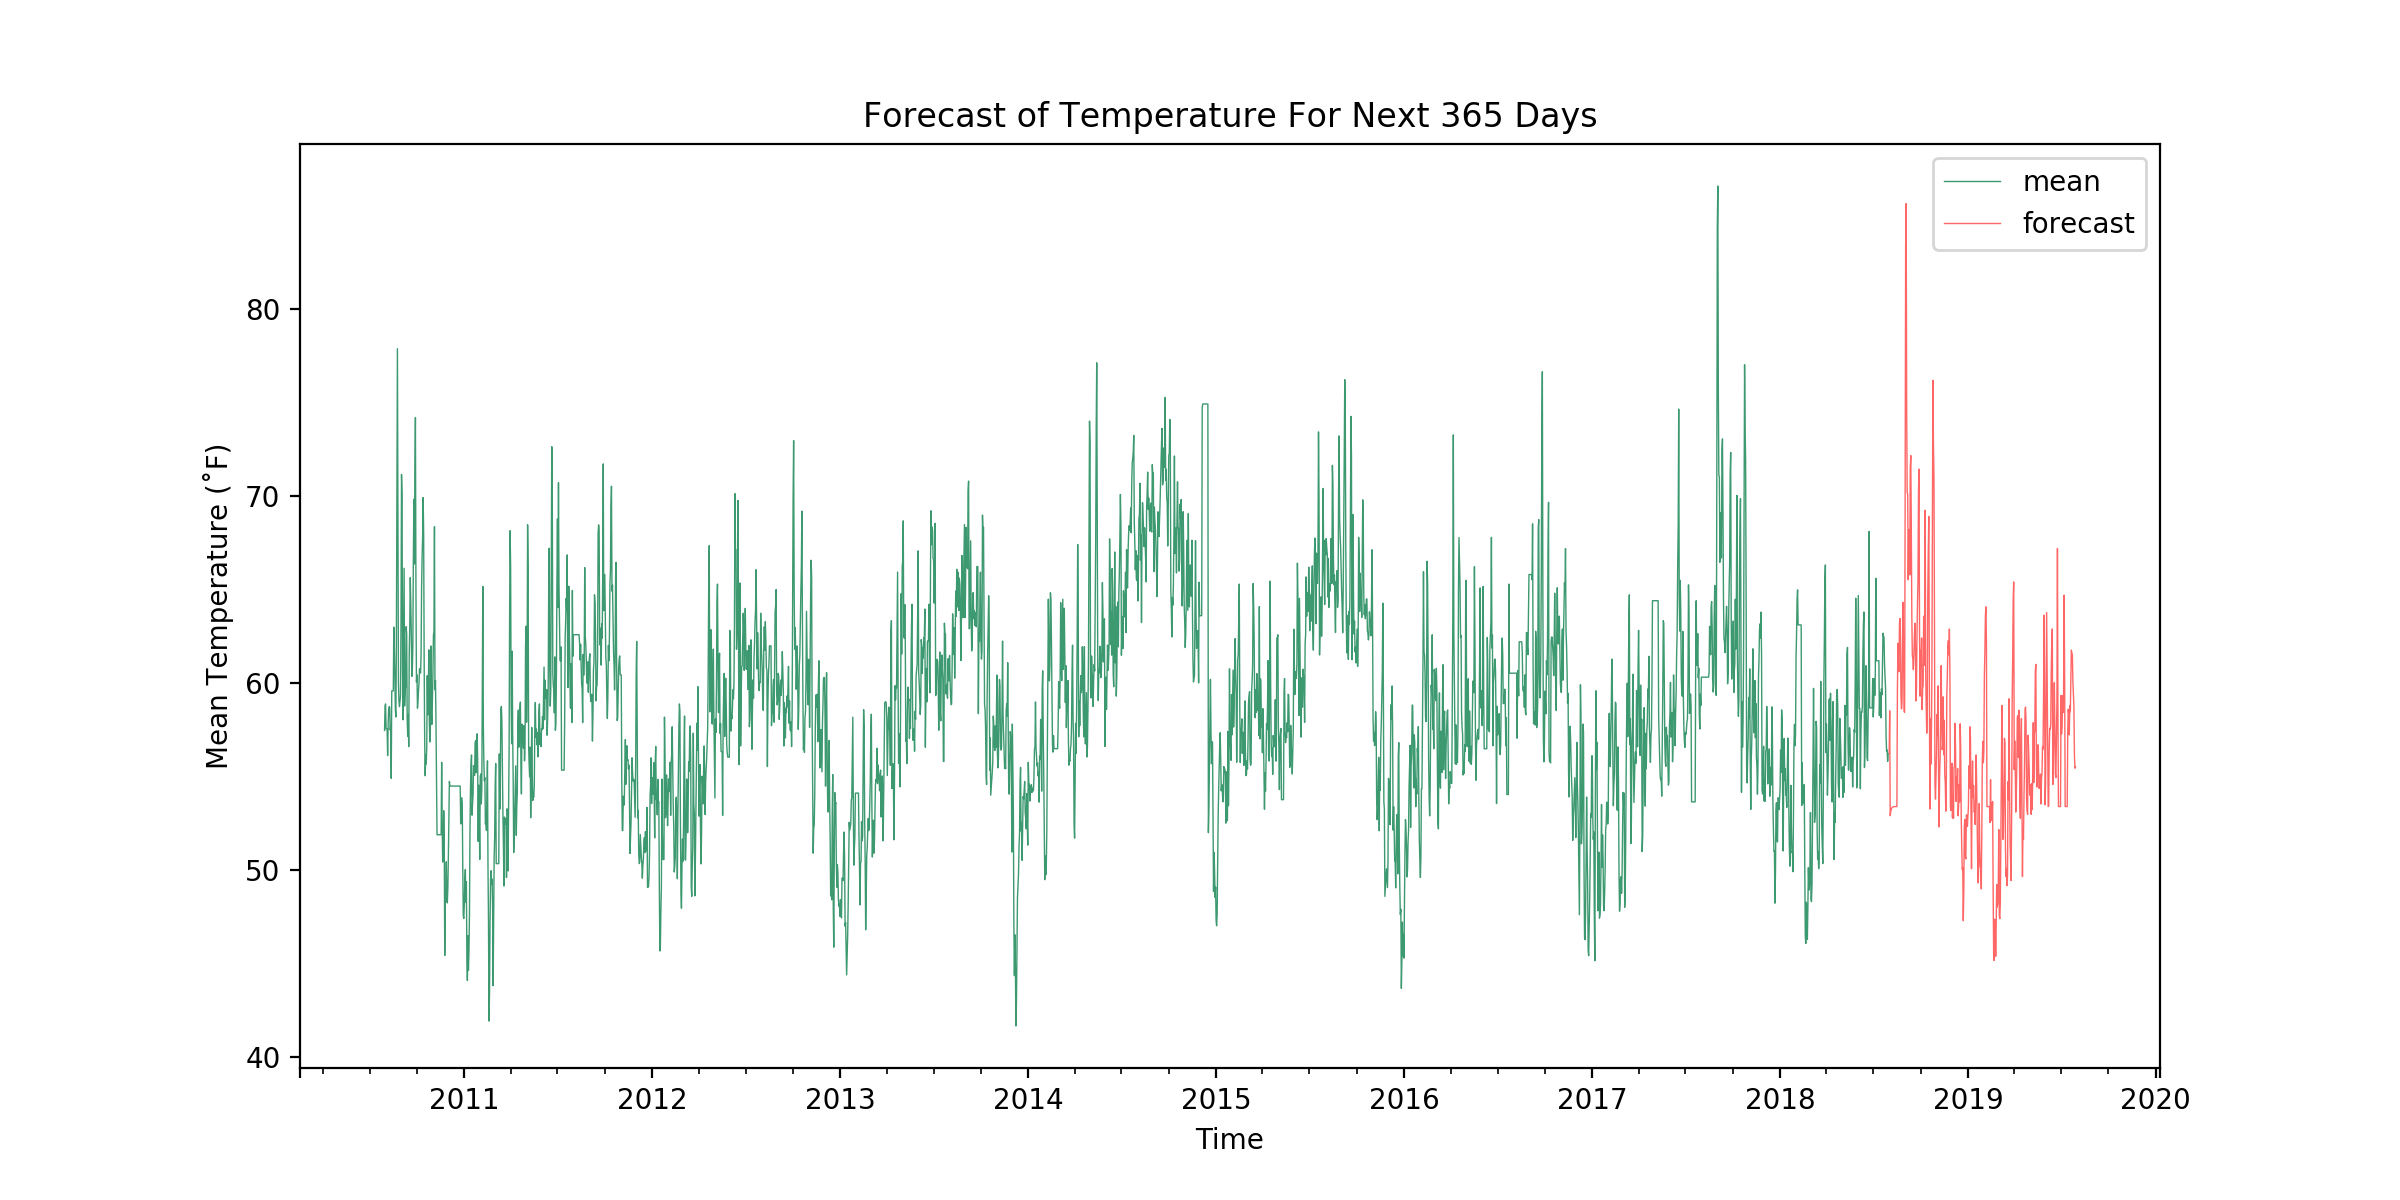 Forecast of Temperature For Next 365 Days
mean
forecast
80
70
60
50
40
Mean Temperature (˚F)
2011 2012 2013 2014 2015 2016 2017 2018 2019 2020
Time